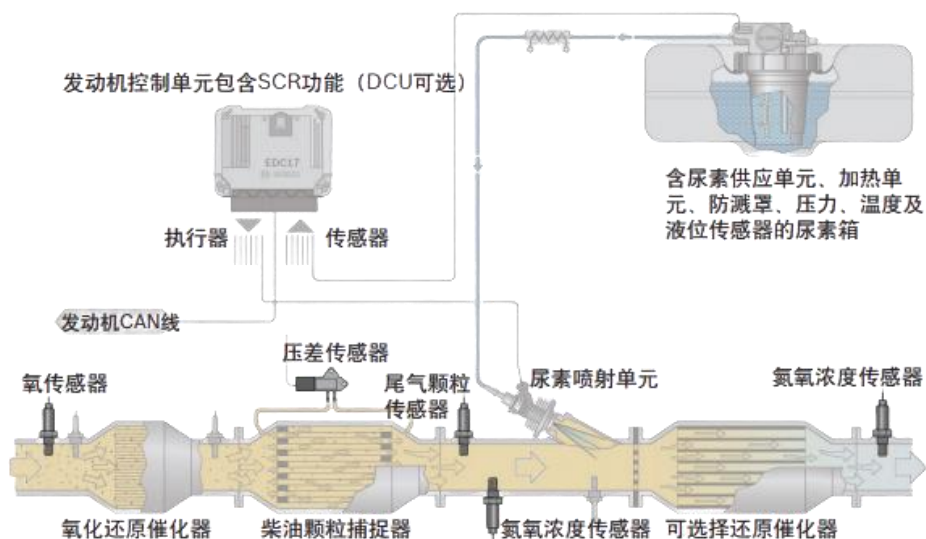 发动机控制单元包含SCR功能（DCU可选）
EDC17
含尿素供应单元、加热单
元、防溅罩、压力、温度及
液位传感器的尿素箱
执行器
传感器
发动机CAN线
压差传感器
氧传感器
尾气颗粒
传感器
尿素喷射单元
氮氧浓度传感器
氧化还原催化器
柴油颗粒捕捉器
氮氧浓度传感器
可选择还原催化器